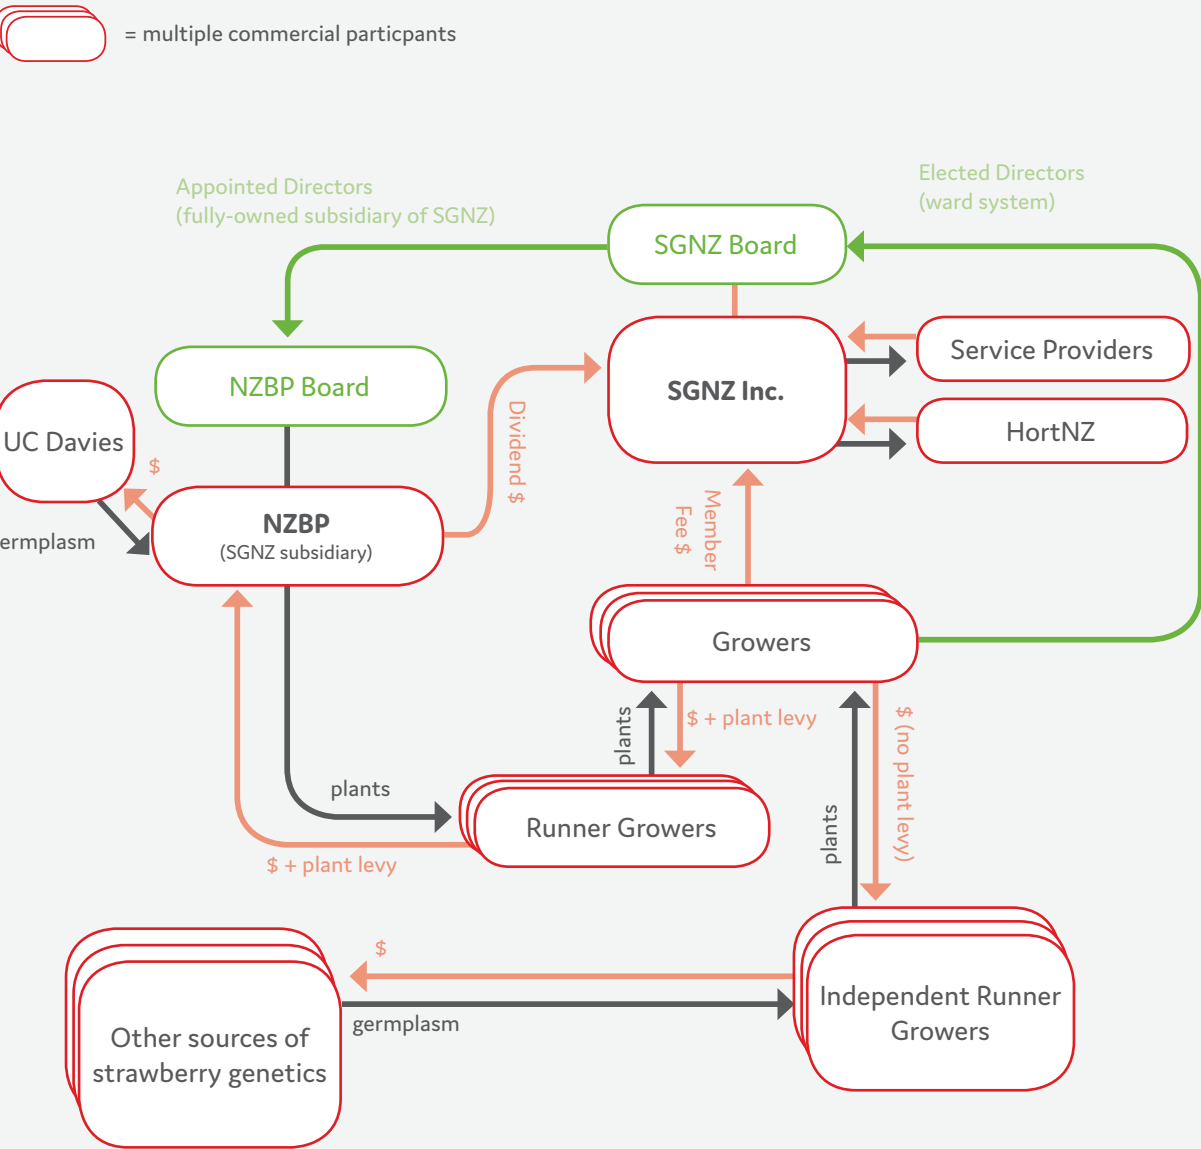 = multiple commercial particpants
Appointed Directors
(fully-owned subsidiary of SGNZ)
Elected Directors
(ward system)
SGNZ Board
NZBP Board
SGNZ Inc.
Service Providers
HortNZ
UC Davies
$
Dividend $
NZBP
(SGNZ subsidiary)
ermplasm
Member
Fee $
Growers
plants
$ + plant levy
$ (no plant levy)
plants
plants
Runner Growers
$ + plant levy
$
germplasm
Independent Runner
Growers
Other sources of
strawberry genetics